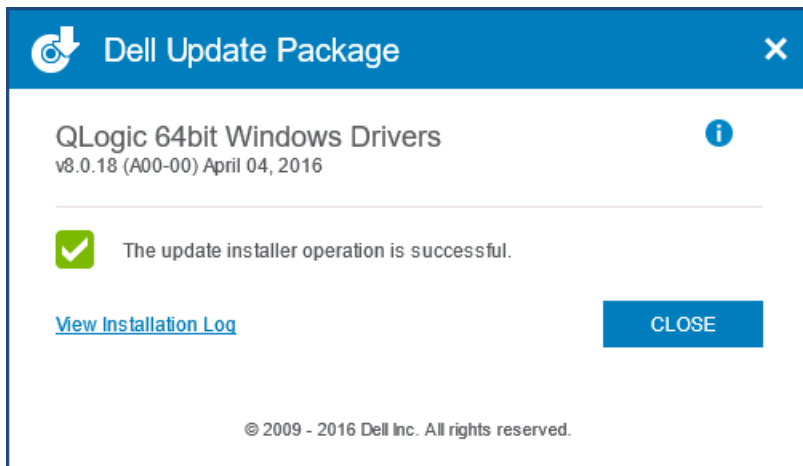 Dell Update Package
QLogic 64bit Windows Drivers
v8.0.18 (A00-00) April 04, 2016
The update installer operation is successful.
View Installation Log
CLOSE
© 2009 - 2016 Dell Inc. All rights reserved.